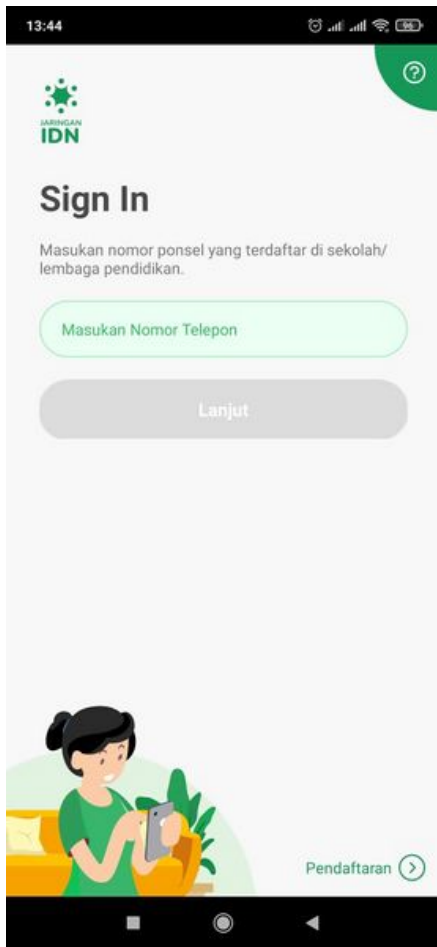 13:44
96
JARINGAN
IDN
Sign In
Masukan nomor ponsel yang terdaftar di sekolah/
lembaga pendidikan.
Masukan Nomor Telepon
Lanjut
Pendaftaran